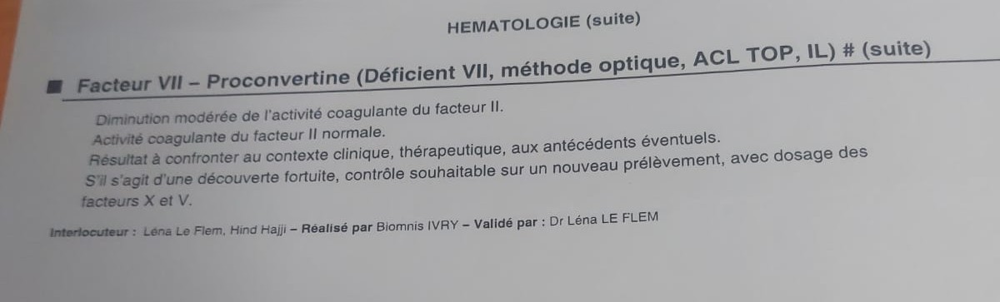 HEMATOLOGIE (suite)
■ Facteur VII – Proconvertine (Déficient VII, méthode optique, ACL TOP, IL) # (suite)
Diminution modérée de l'activité coagulante du facteur II.
Activité coagulante du facteur II normale.
Résultat à confronter au contexte clinique, thérapeutique, aux antécédents éventuels.
S'il s'agit d'une découverte fortuite, contrôle souhaitable sur un nouveau prélèvement, avec dosage des
facteurs X et V.
Interlocuteur : Léna Le Flem, Hind Hajji – Réalisé par Biomnis IVRY – Validé par : Dr Léna LE FLEM